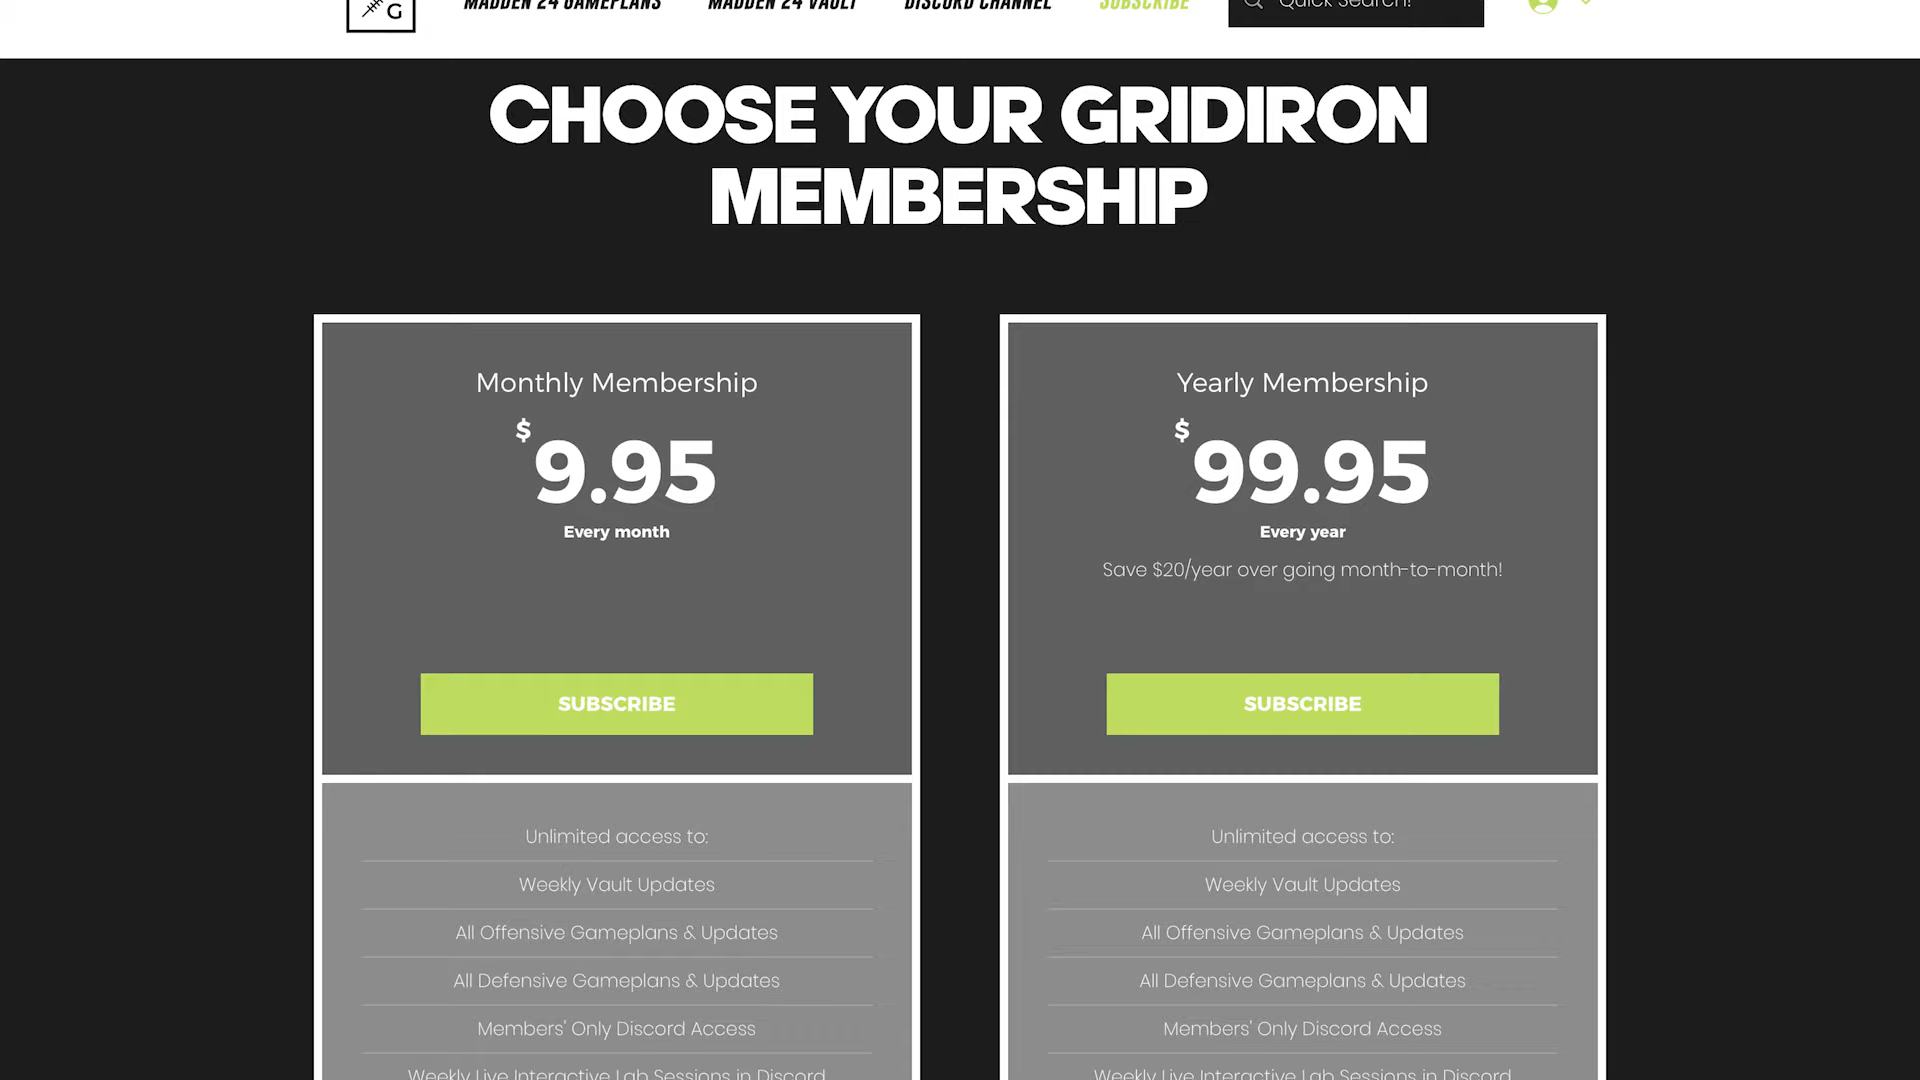 G
MADDEN 24 GAMEPLANS MADDEN 24 VAULT DISCORD CHANNEL SUBSCRIBE Quick Search!
CHOOSE YOUR GRIDIRON
MEMBERSHIP
Monthly Membership
$9.95
Every month
SUBSCRIBE
Unlimited access to:
Weekly Vault Updates
All Offensive Gameplans & Updates
All Defensive Gameplans & Updates
Members' Only Discord Access
Weekly Live Interactive Lab Sessions in Discord
Yearly Membership
$99.95
Every year
Save $20/year over going month-to-month!
SUBSCRIBE
Unlimited access to:
Weekly Vault Updates
All Offensive Gameplans & Updates
All Defensive Gameplans & Updates
Members' Only Discord Access
Weekly Live Interactive Lab Sessions in Discord